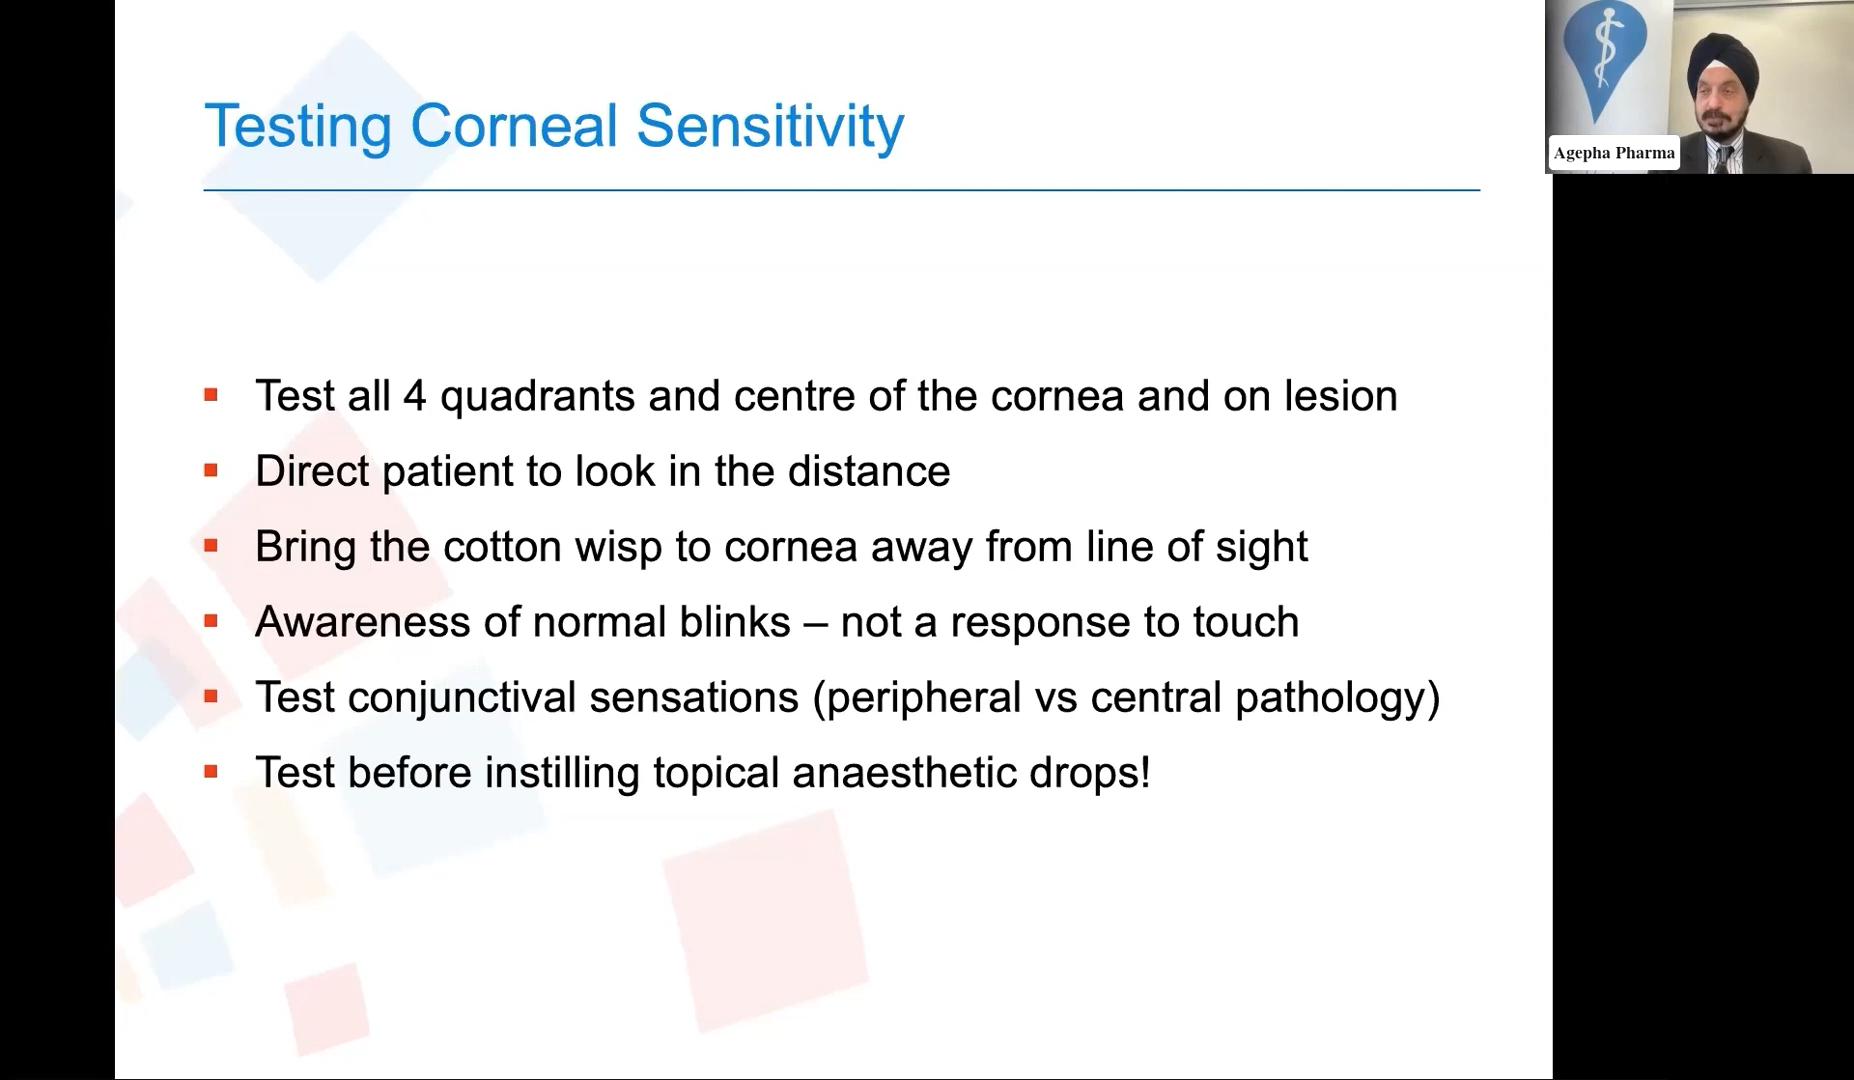 Testing Corneal Sensitivity
Agepha Pharma
Test all 4 quadrants and centre of the cornea and on lesion
Direct patient to look in the distance
Bring the cotton wisp to cornea away from line of sight
Awareness of normal blinks – not a response to touch
Test conjunctival sensations (peripheral vs central pathology)
Test before instilling topical anaesthetic drops!